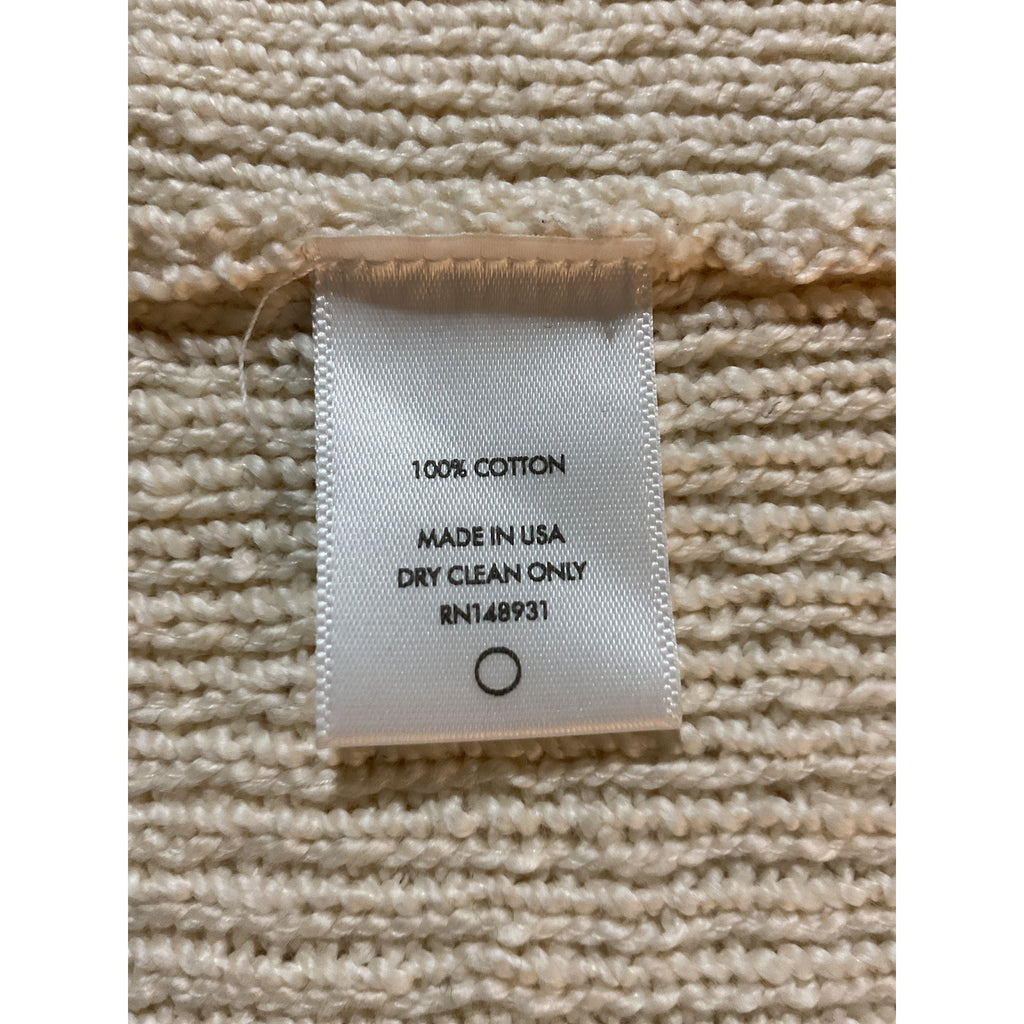 100% COTTON
MADE IN USA
DRY CLEAN ONLY
RN148931